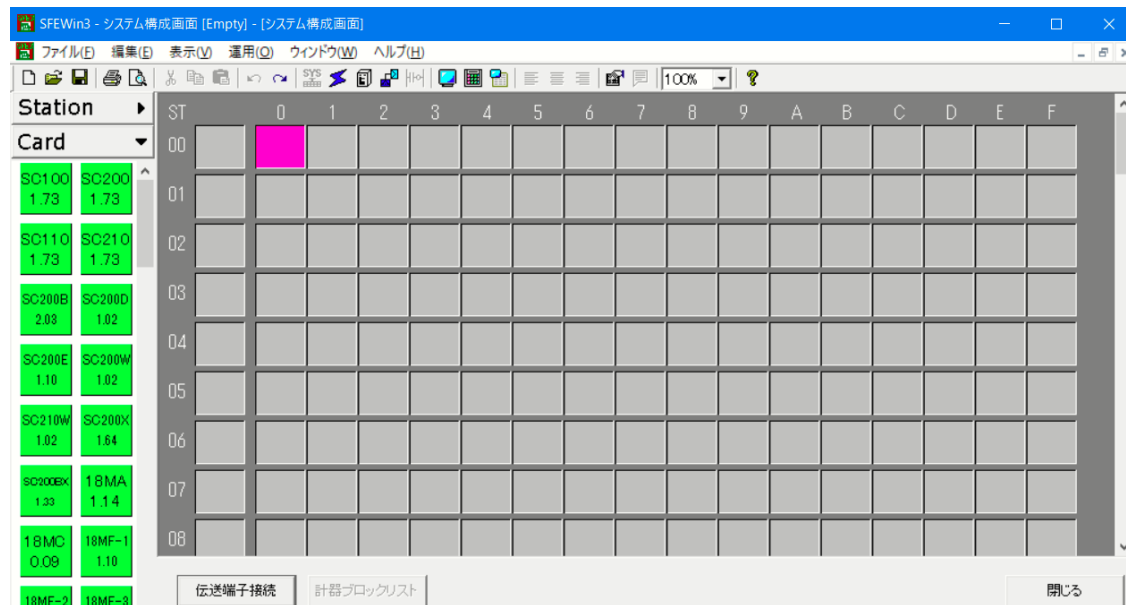 SFEWin3 - システム構成画面 [Empty] - [システム構成画面]
ファイル(F) 編集(E) 表示(V) 運用(O) ウィンドウ(W) ヘルプ(H)
SYS 100%
Station
Card
ST 0 1 2 3 4 5 6 7 8 9 A B C D E F
00
01
02
03
04
05
06
07
08
SC100 SC200
1.73 1.73
SC110 SC210
1.73 1.73
SC200B SC200D
2.03 1.02
SC200E SC200W
1.10 1.02
SC210W SC200X
1.02 1.64
SC200BX 18MA
1.33 1.14
18MC 18MF-1
0.09 1.10
18MF-2 18MF-3
伝送端子接続 計器ブロックリスト 閉じる